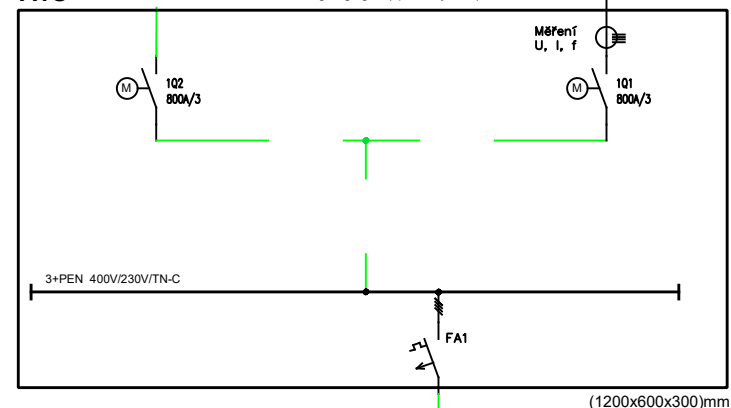 Měření
U, I, f
M
1Q2
800A/3
M
1Q1
800A/3
3+PEN 400V/230V/TN-C
FA1
(1200x600x300)mm